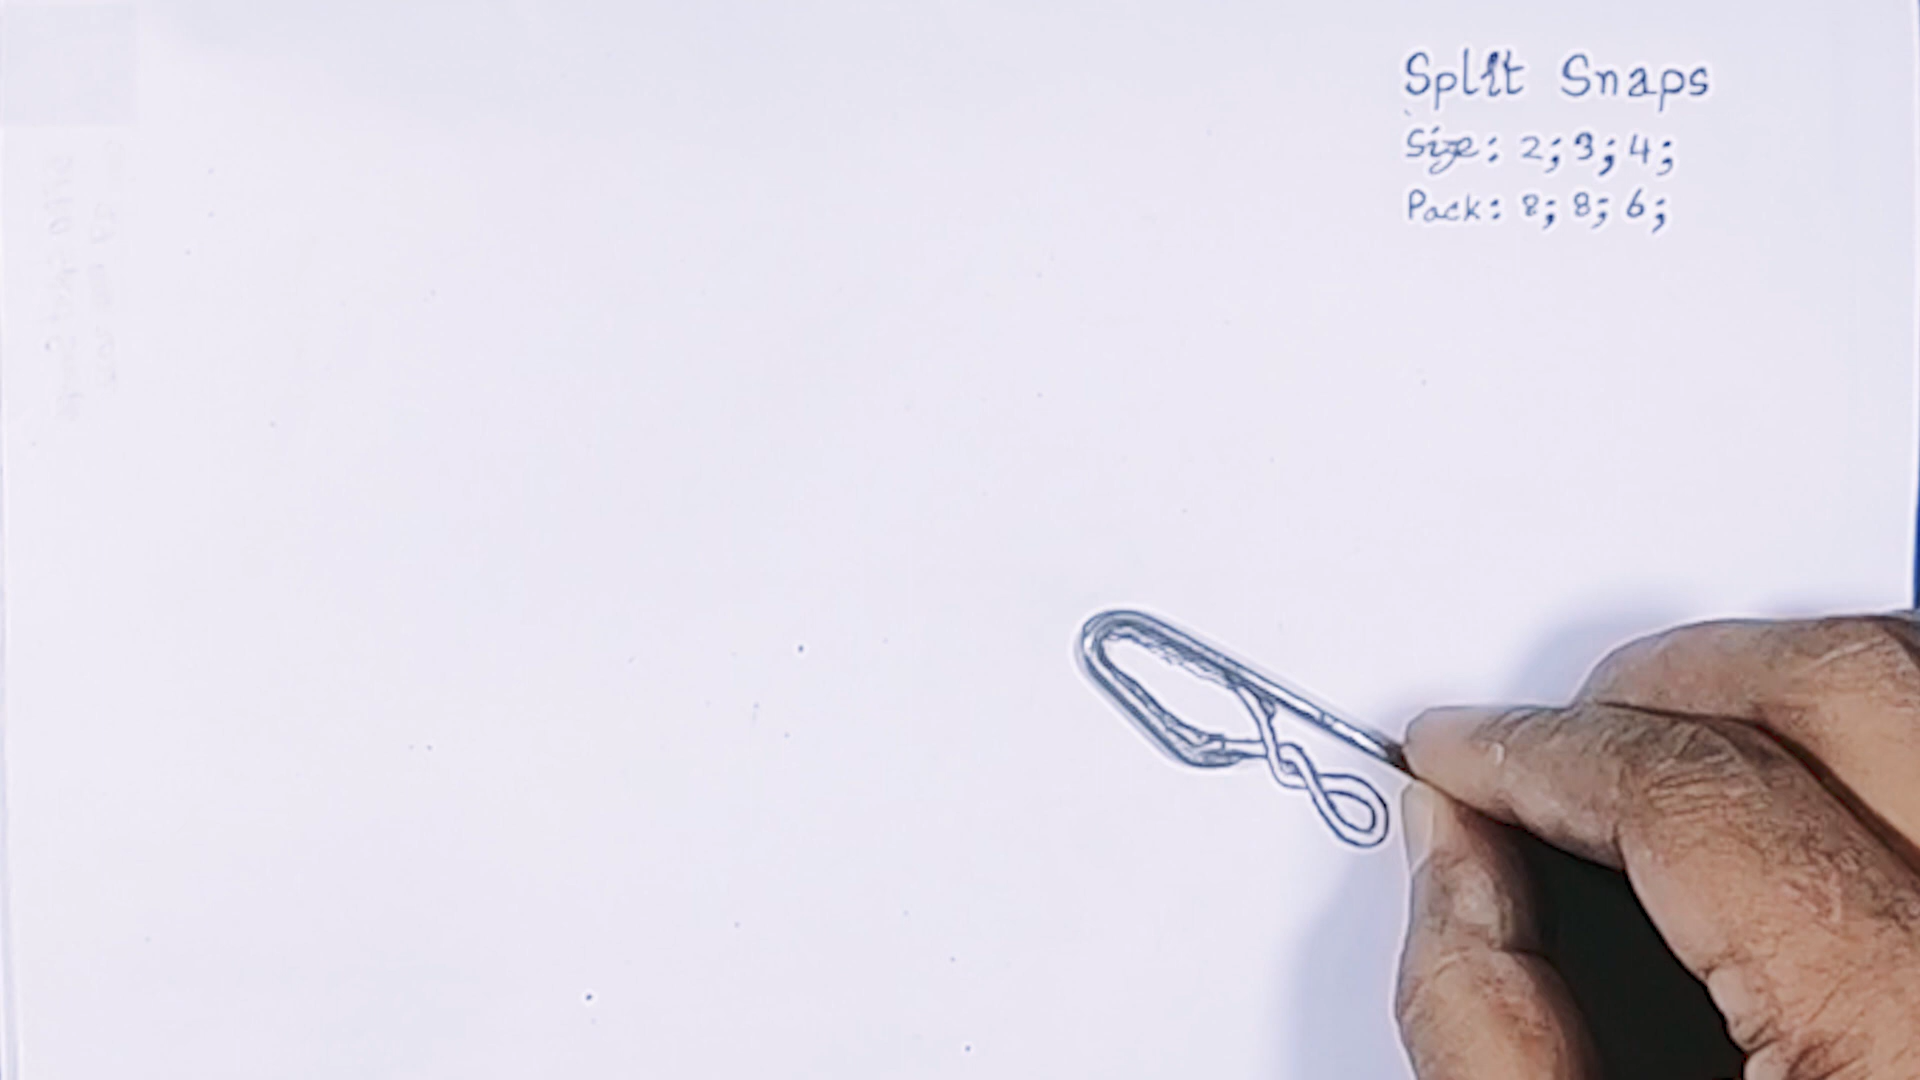 Split Snaps
Size: 2; 3; 4;
Pack: 8; 8; 6;